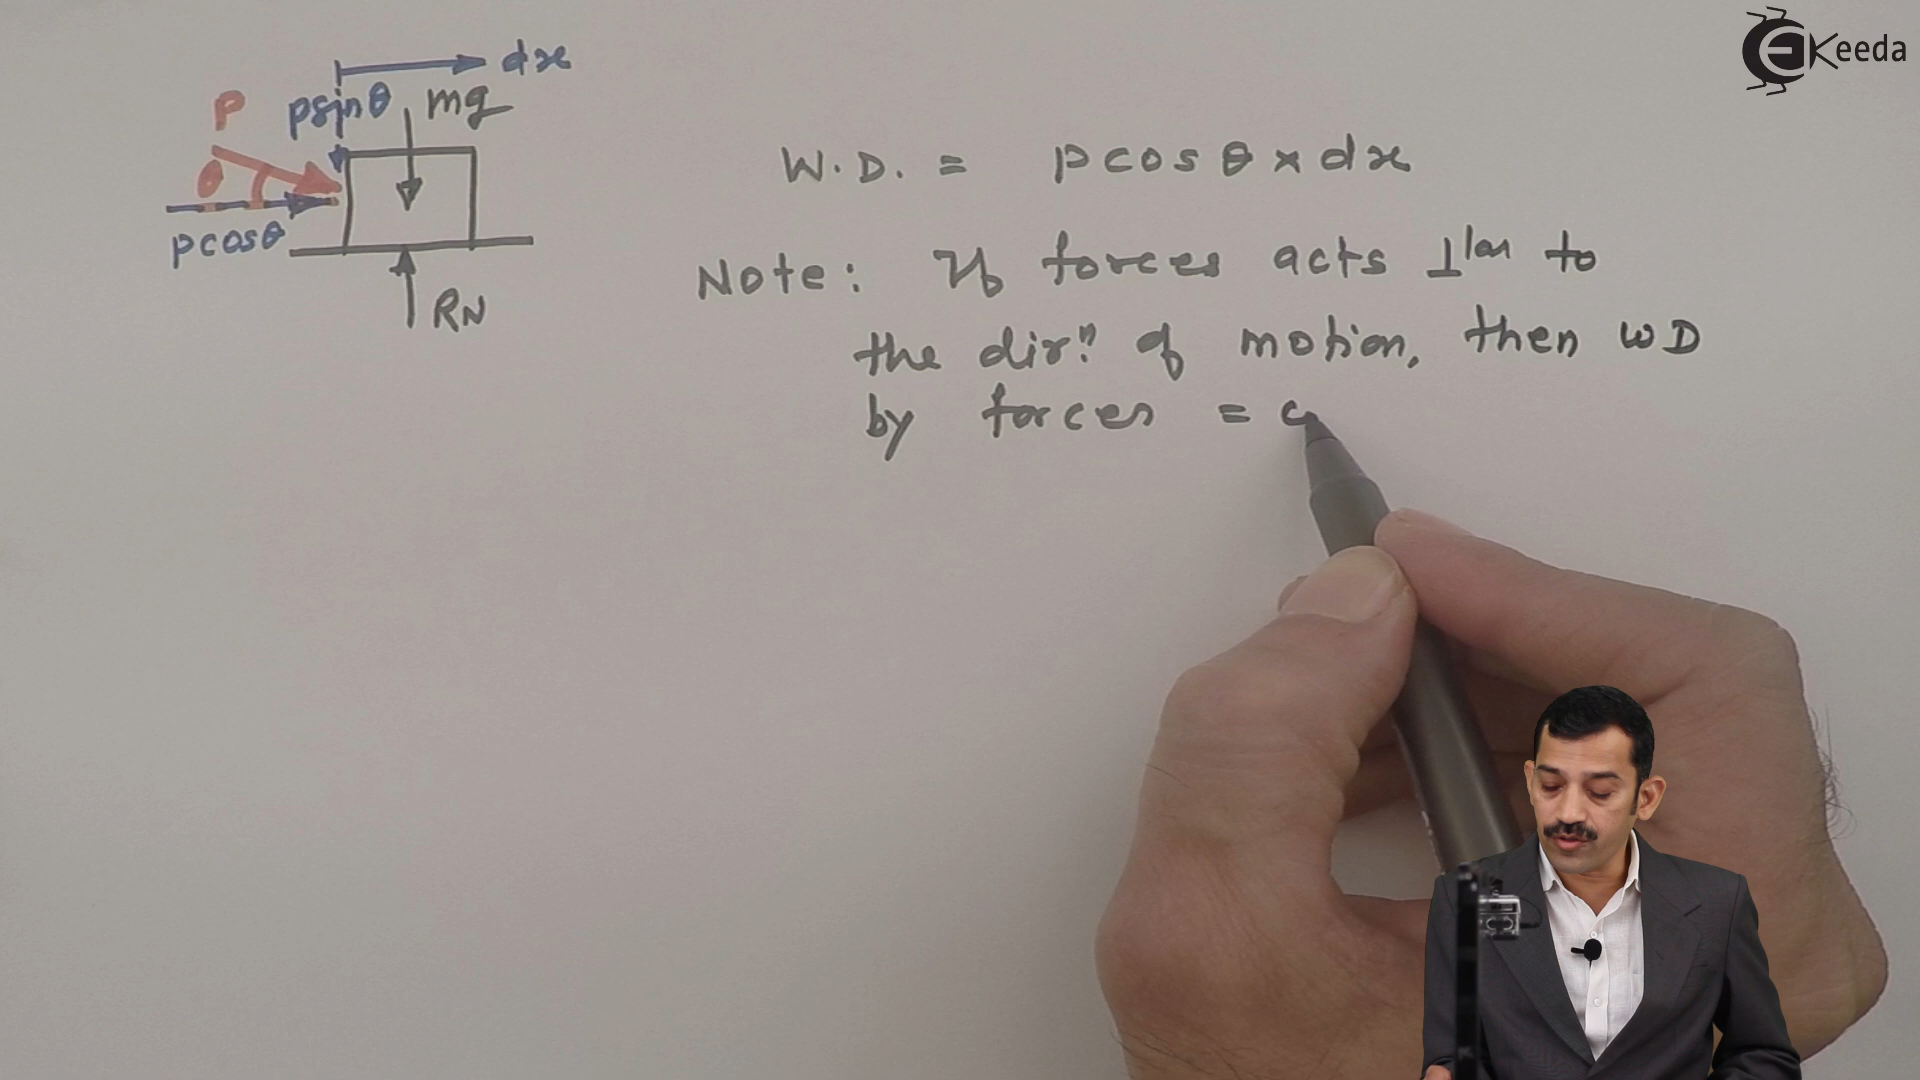 dx
P
psinθ
mg
θ
pcosθ
RN
W.D. = pcosθ × dx
Note: If forces acts ⊥lar to
the dirⁿ. of motion, then WD
by forces =
eKeeda